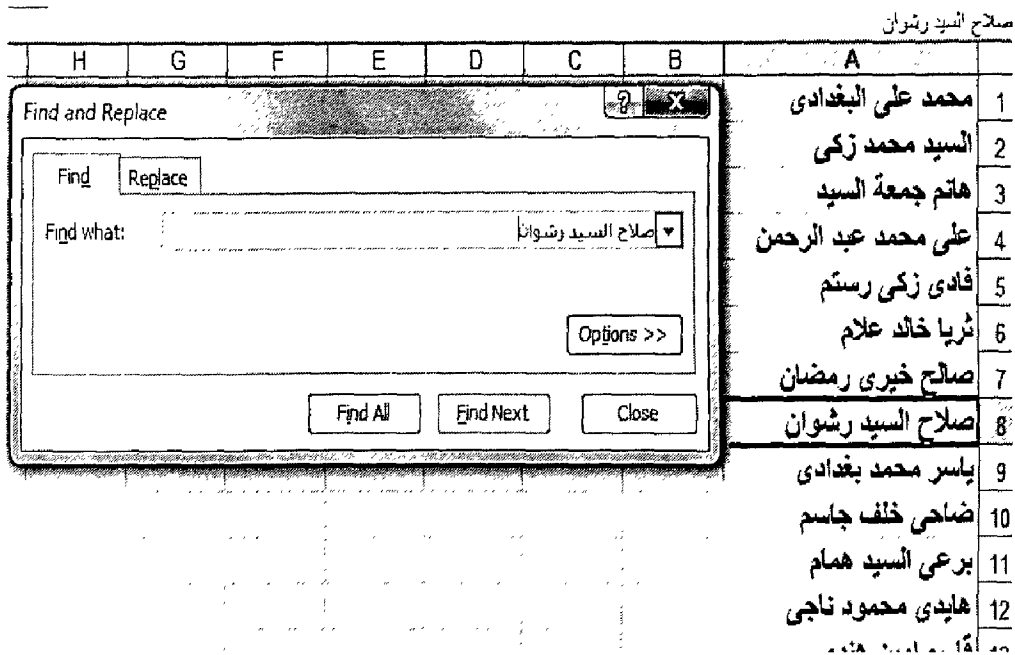 صلاح السيد رشوان
H G F E D C B A
Find and Replace
Find Replace
Find what: صلاح السيد رشوان
Options >>
Find All Find Next Close
1 محمد على البغدادى
2 السيد محمد زكى
3 هانم جمعة السيد
4 على محمد عبد الرحمن
5 فادى زكى رستم
6 ثريا خالد علام
7 صالح خيرى رمضان
8 صلاح السيد رشوان
9 ياسر محمد بغدادى
10 ضاحى خلف جاسم
11 برعى السيد همام
12 هايدى محمود ناجى